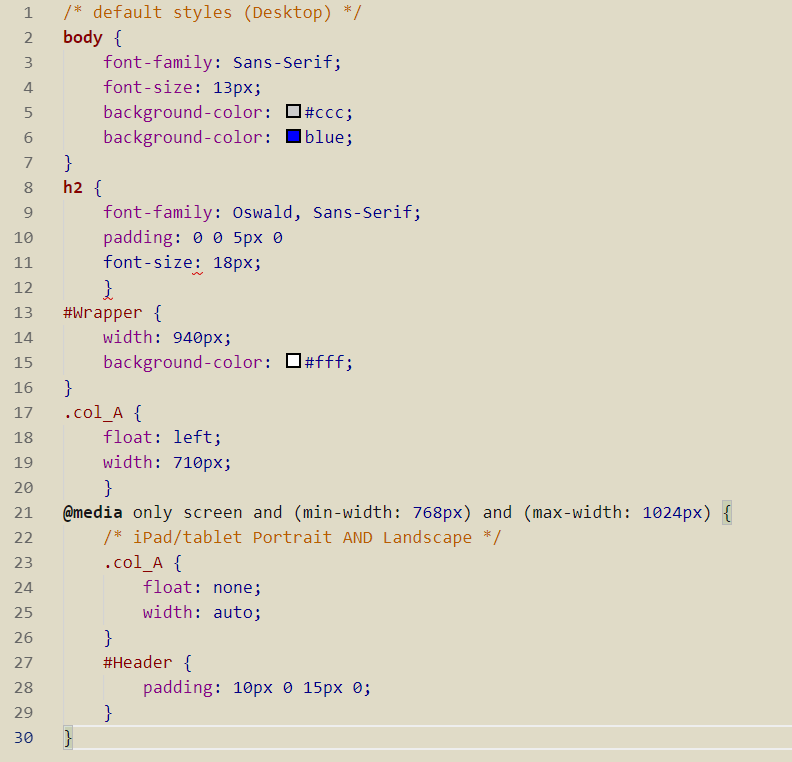 1 /* default styles (Desktop) */
2 body {
3 font-family: Sans-Serif;
4 font-size: 13px;
5 background-color: #ccc;
6 background-color: blue;
7 }
8 h2 {
9 font-family: Oswald, Sans-Serif;
10 padding: 0 0 5px 0
11 font-size: 18px;
12 }
13 #Wrapper {
14 width: 940px;
15 background-color: #fff;
16 }
17 .col_A {
18 float: left;
19 width: 710px;
20 }
21 @media only screen and (min-width: 768px) and (max-width: 1024px) {
22 /* iPad/tablet Portrait AND Landscape */
23 .col_A {
24 float: none;
25 width: auto;
26 }
27 #Header {
28 padding: 10px 0 15px 0;
29 }
30 }